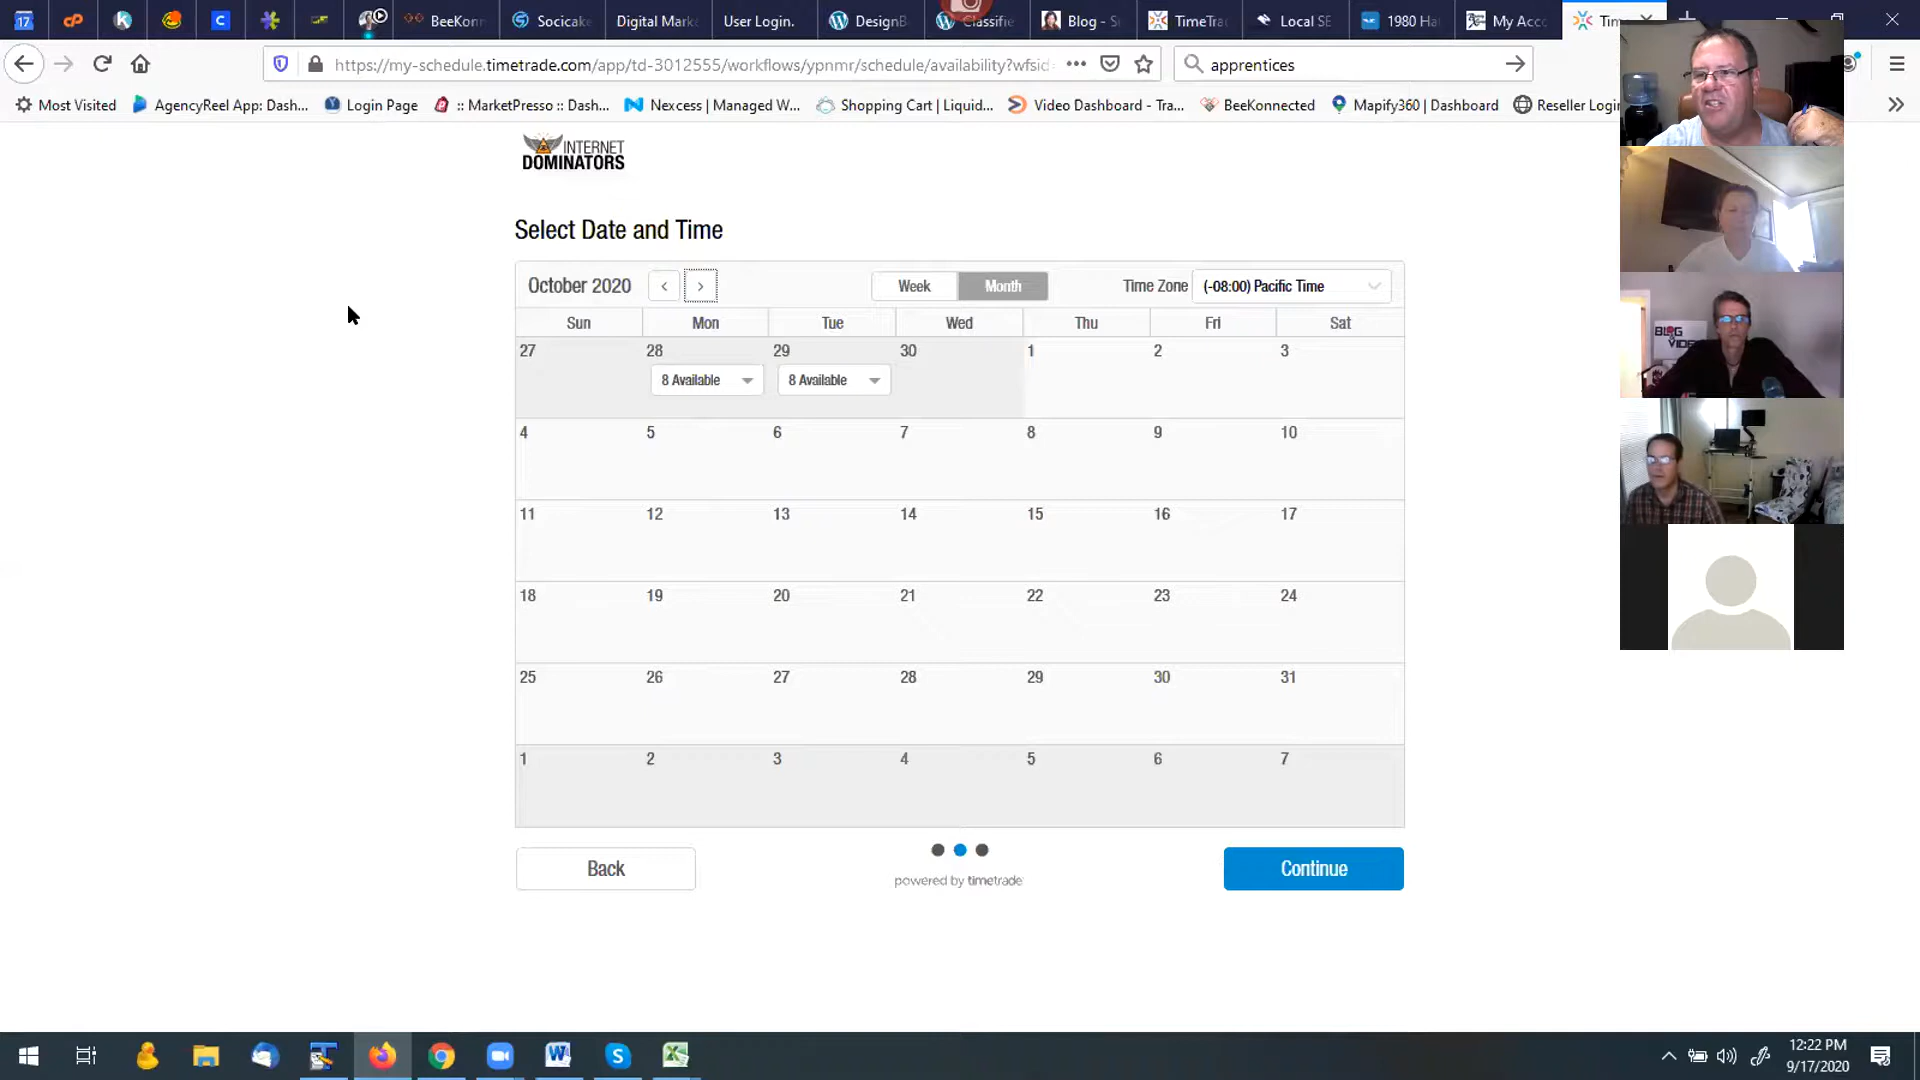 17
BeeKonn
Socicake
Digital Mark
User Login.
DesignB
Classifie
Blog - S
TimeTra
Local SE
1980 Ha
My Acco
Tim
https://my-schedule.timetrade.com/app/td-3012555/workflows/ypnmr/schedule/availability?wfsid
apprentices
Most Visited
AgencyReel App: Dash...
Login Page
:: MarketPresso :: Dash...
Nexcess | Managed W...
Shopping Cart | Liquid...
Video Dashboard - Tra...
BeeKonnected
Mapify360 | Dashboard
Reseller Login
INTERNET
DOMINATORS
Select Date and Time
October 2020
Week
Month
Time Zone
(-08:00) Pacific Time
Sun Mon Tue Wed Thu Fri Sat
27 28 29 30 1 2 3
8 Available 8 Available
4 5 6 7 8 9 10
11 12 13 14 15 16 17
18 19 20 21 22 23 24
25 26 27 28 29 30 31
1 2 3 4 5 6 7
Back
powered by timetrade
Continue
BLOG
VIDEO
12:22 PM
9/17/2020